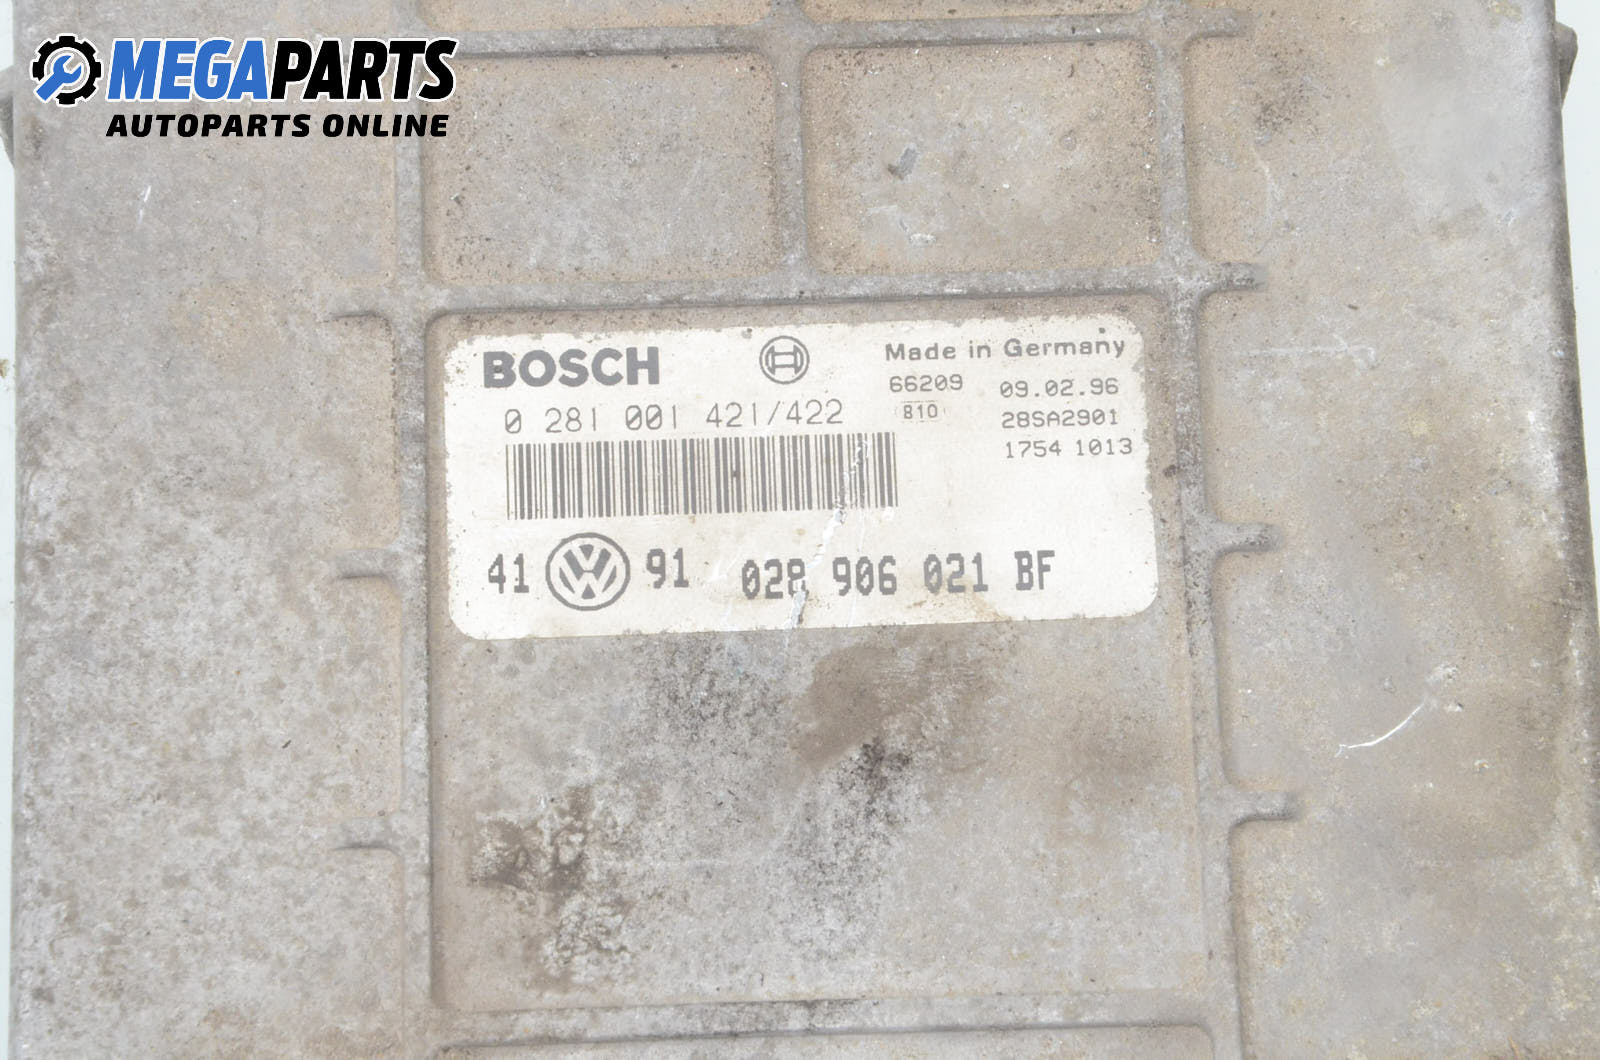 MEGAPARTS
AUTOPARTS ONLINE
BOSCH
Made in Germany
0 281 001 421/422
66209 09.02.96
810 28SA2901
1754 1013
41 VW 91 028 906 021 BF